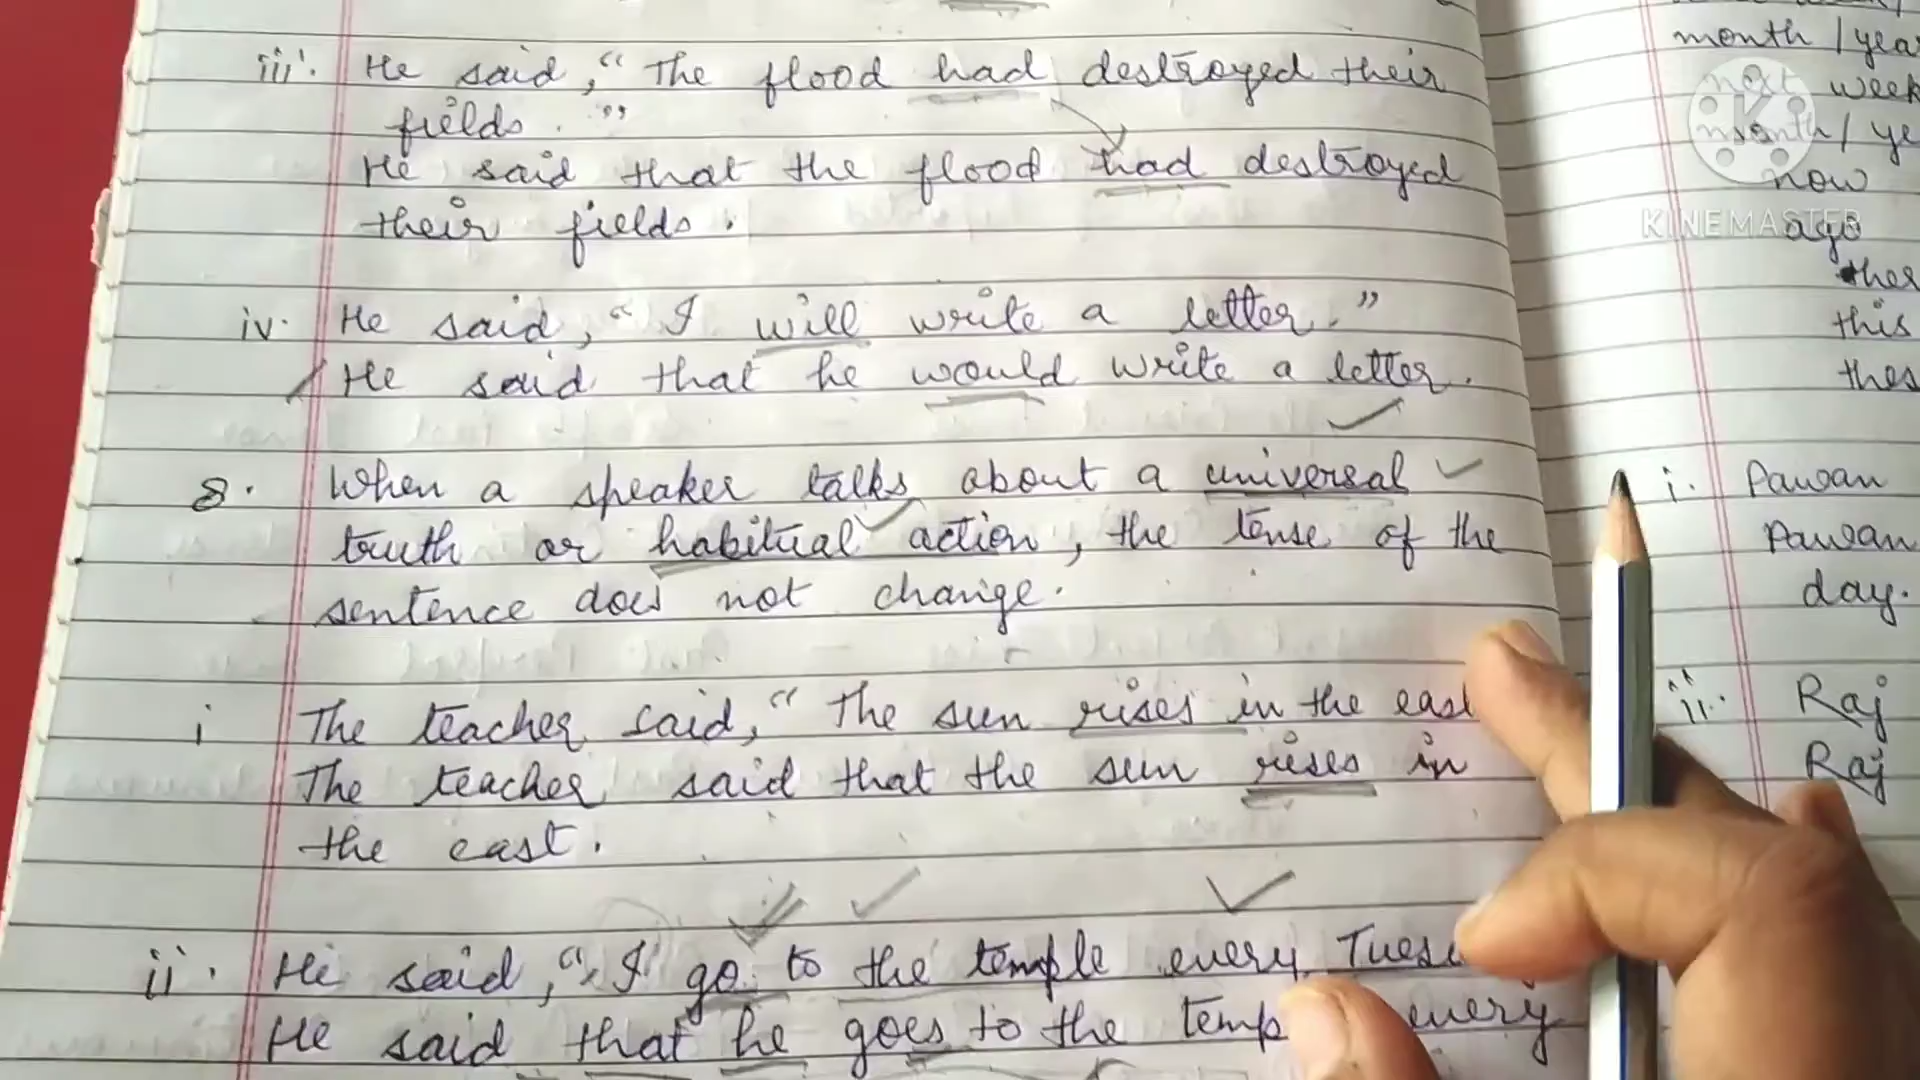 iii. He said, "The flood had destroyed their
fields."
He said that the flood had destroyed
their fields.
iv. He said, "I will write a letter."
He said that he would write a letter.
8. When a speaker talks about a universal
truth or habitual action, the tense of the
sentence does not change.
i The teacher said, "The sun rises in the east
The teacher said that the sun rises in
the east.
ii. He said, "I go to the temple every
He said that he goes to the every
month / year
next week
month / ye
now
ago
this
i. Pawan
Pawan
day.
ii. Raj
Raj
KINEMASTER